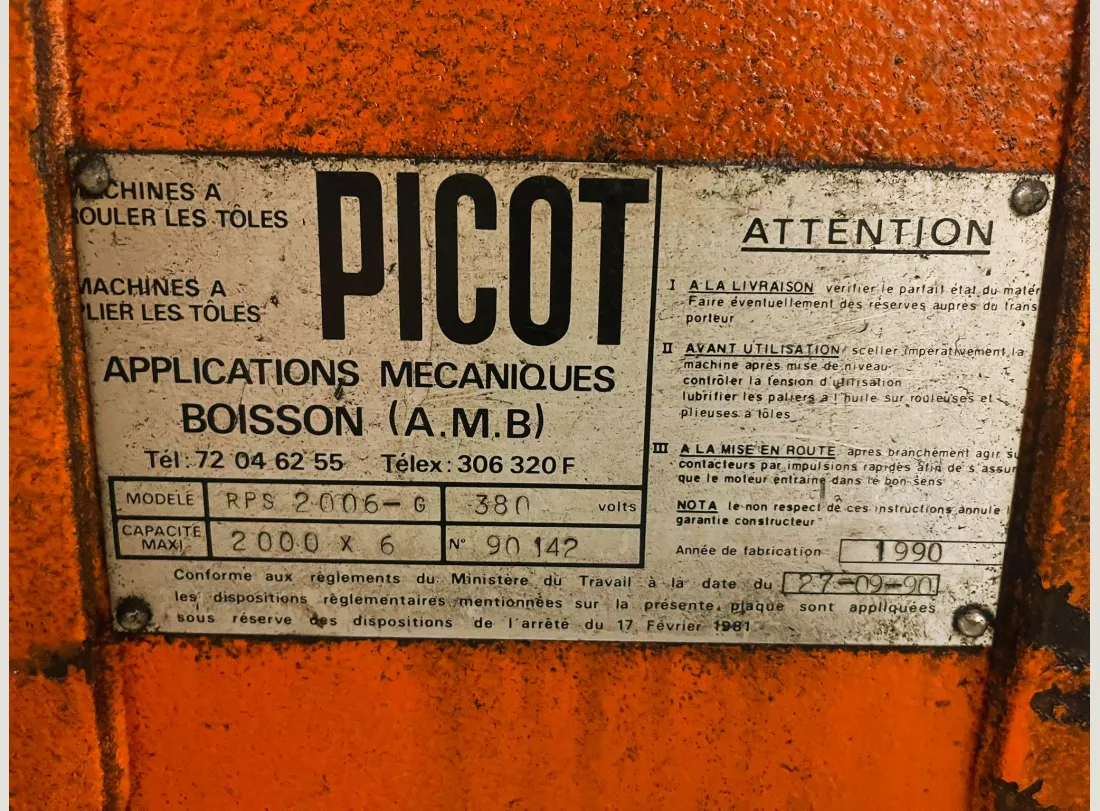 MACHINES A
ROULER LES TÔLES
MACHINES A
PLIER LES TÔLES
PICOT
APPLICATIONS MECANIQUES
BOISSON (A.M.B)
Tél: 72 04 62 55 Télex: 306 320 F
MODELE RPS 2006-G 380 volts
CAPACITE MAXI 2000 X 6 N° 90 142
ATTENTION
I A LA LIVRAISON vérifier le parfait état du matér
Faire éventuellement des réserves auprès du trans
porteur
II AVANT UTILISATION sceller impérativement la
machine après mise de niveau
contrôler la tension d'utilisation
lubrifier les paliers à l'huile sur rouleuses et
plieuses à tôles
III A LA MISE EN ROUTE après branchement agir su
contacteurs par impulsions rapides afin de s'assur
que le moteur entraine dans le bon sens
NOTA le non respect de ces instructions annule l
garantie constructeur
Année de fabrication 1990
Conforme aux règlements du Ministère du Travail à la date du 27-09-90
les dispositions règlementaires mentionnées sur la présente plaque sont appliquées
sous réserve des dispositions de l'arrêté du 17 Février 1981